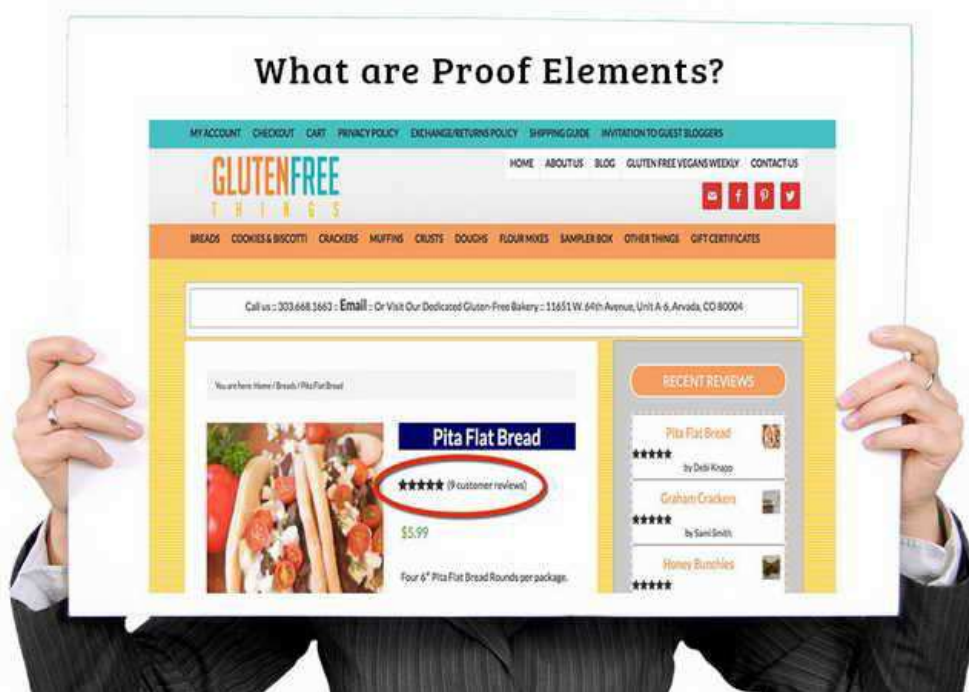 What are Proof Elements?
MY ACCOUNT CHECKOUT CART PRIVACY POLICY EXCHANGE/RETURNS POLICY SHIPPING GUIDE INVITATION TO GUEST BLOGGERS
GLUTENFREE
THINGS
HOME ABOUT US BLOG GLUTEN FREE VEGANS WEEKLY CONTACT US
BREADS COOKIES & BISCOTTI CRACKERS MUFFINS CRUSTS DOUGHS FLOUR MIXES SAMPLER BOX OTHER THINGS GIFT CERTIFICATES
Call us :: 303.668.1663 :: Email :: Or Visit Our Dedicated Gluten-Free Bakery :: 11651 W. 64th Avenue, Unit A-6, Arvada, CO 80004
You are here: Home / Breads / Pita Flat Bread
Pita Flat Bread
★★★★★ (9 customer reviews)
$5.99
Four 6" Pita Flat Bread Rounds per package.
RECENT REVIEWS
Pita Flat Bread
★★★★★
by Debi Knapp
Graham Crackers
★★★★★
by Sami Smith
Honey Bunchies
★★★★★